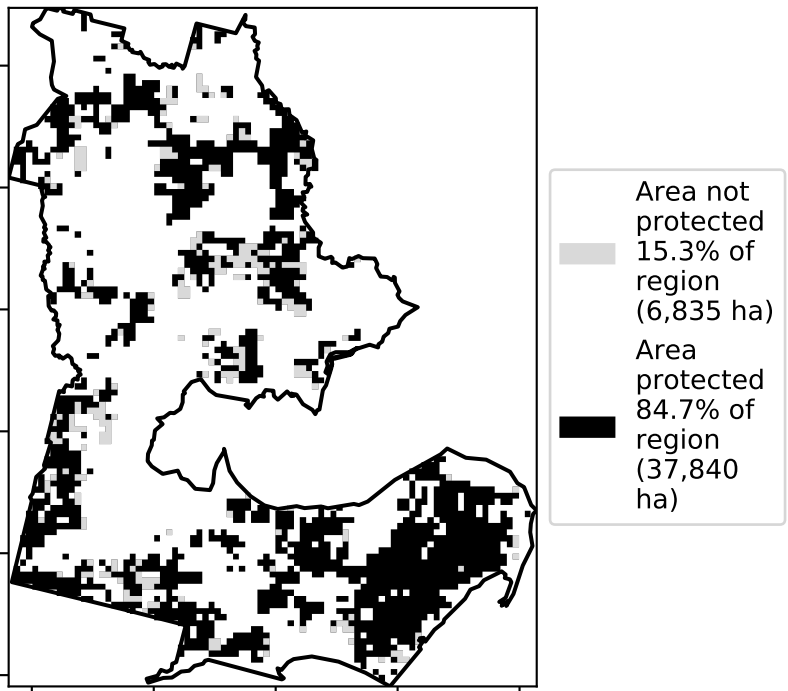 Area not
protected
15.3% of
region
(6,835 ha)
Area
protected
84.7% of
region
(37,840
ha)